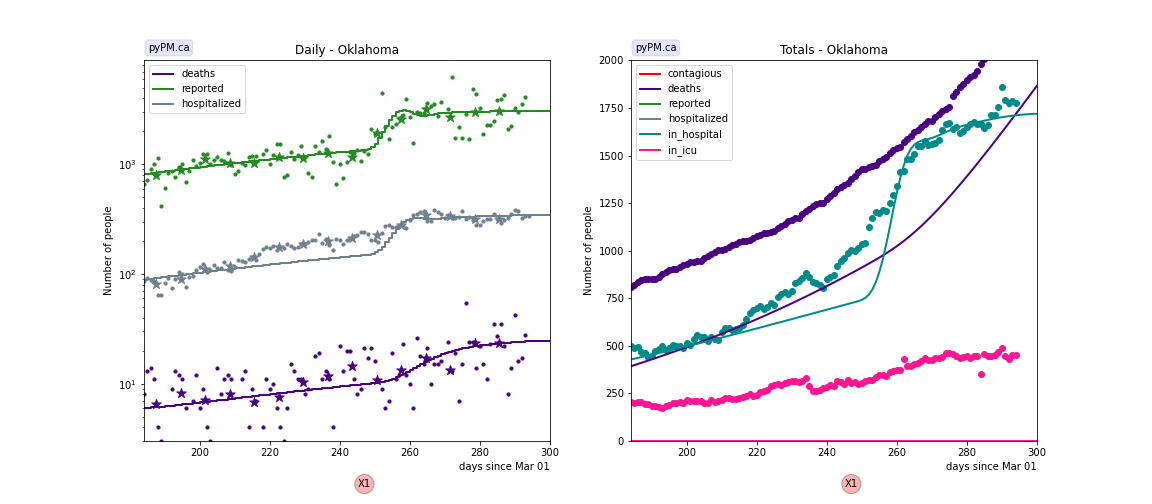 pyPM.ca
Daily - Oklahoma
deaths
reported
hospitalized
Number of people
10³
10²
10¹
200
220
240
260
280
300
days since Mar 01
X1
pyPM.ca
Totals - Oklahoma
contagious
deaths
reported
hospitalized
in_hospital
in_icu
Number of people
2000
1750
1500
1250
1000
750
500
250
0
200
220
240
260
280
300
days since Mar 01
X1